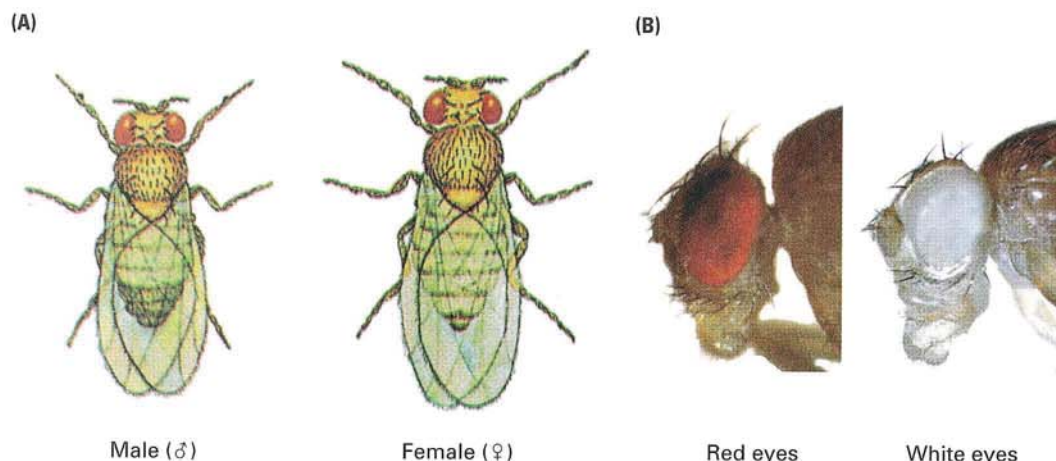 (A)
(B)
Male (♂)
Female (♀)
Red eyes
White eyes